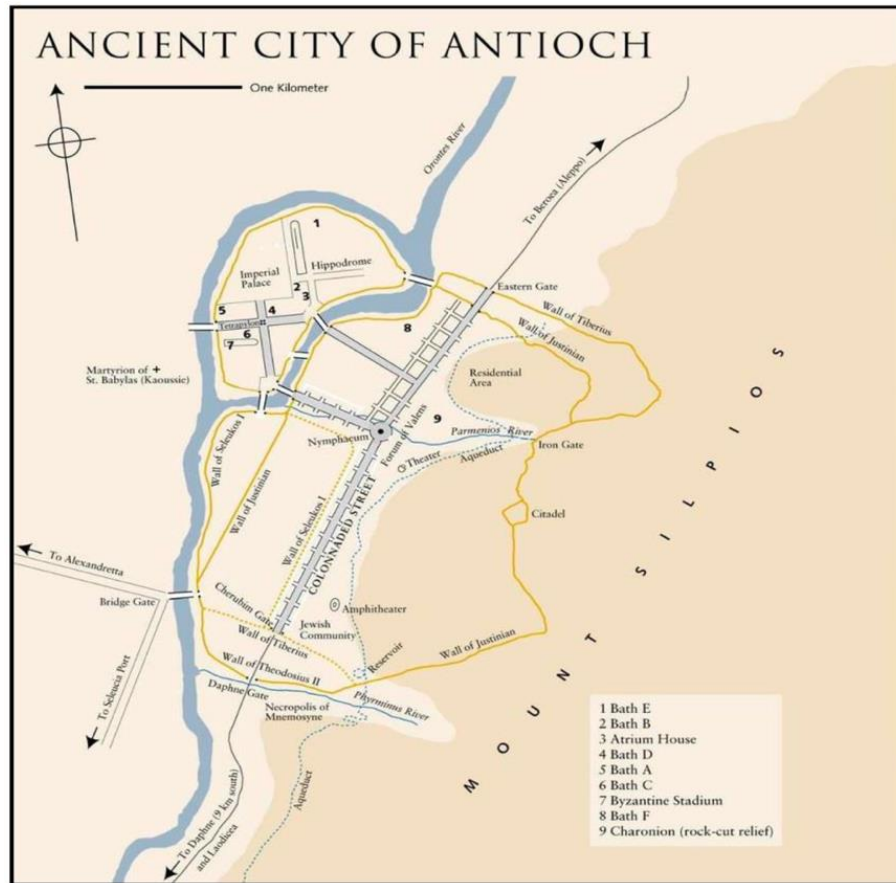 ANCIENT CITY OF ANTIOCH
One Kilometer
Orontes River
To Beroea (Aleppo)
1
Hippodrome
Imperial
Palace
2
3
Eastern Gate
5
4
Tetrapylon
6
7
8
Wall of Tiberius
Wall of Justinian
Martyrion of
St. Babylas (Kaoussie)
Residential
Area
9
Nymphaeum
Forum of Valens
Parmenios River
Iron Gate
Theater
Aqueduct
Wall of Seleukos I
Wall of Justinian
Wall of Seleukos I
COLONNADED STREET
Citadel
MOUNT SILPIOS
To Alexandretta
Bridge Gate
Cherubim Gate
Amphitheater
Jewish
Community
Wall of Tiberius
Wall of Justinian
Reservoir
Wall of Theodosius II
To Seleucia Port
Daphne Gate
Necropolis of
Mnemosyne
Phyrminus River
Aqueduct
To Daphne (9 km south)
and Laodicea
1 Bath E
2 Bath B
3 Atrium House
4 Bath D
5 Bath A
6 Bath C
7 Byzantine Stadium
8 Bath F
9 Charonion (rock-cut relief)